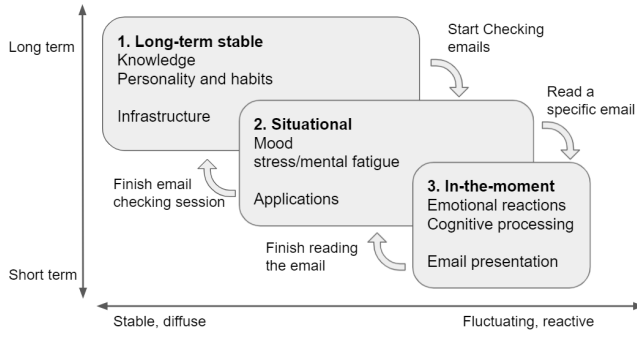 Long term
1. Long-term stable
Knowledge
Personality and habits
Infrastructure
Start Checking
emails
2. Situational
Mood
stress/mental fatigue
Applications
Read a
specific email
Finish email
checking session
3. In-the-moment
Emotional reactions
Cognitive processing
Email presentation
Finish reading
the email
Short term
Stable, diffuse
Fluctuating, reactive